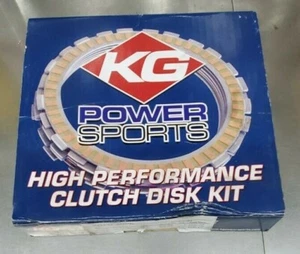 KG
POWER
SPORTS
HIGH PERFORMANCE
CLUTCH DISK KIT